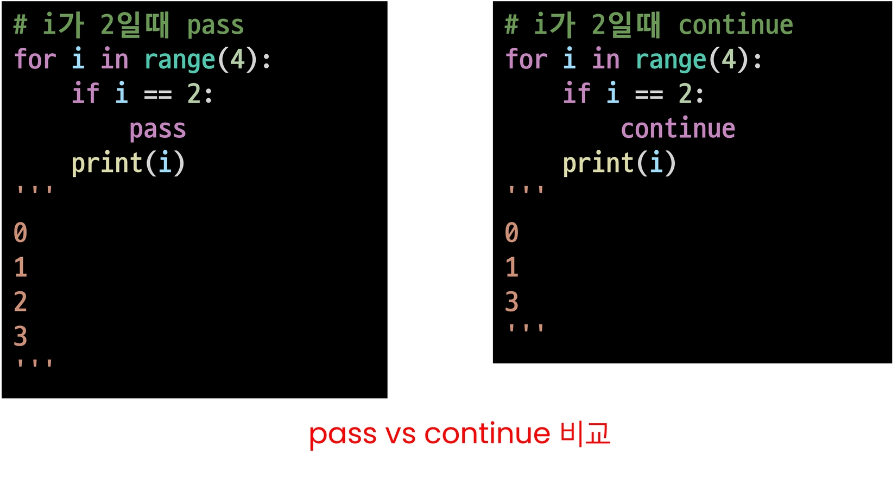 # i가 2일때 pass
for i in range(4):
    if i == 2:
        pass
    print(i)
'''
0
1
2
3
'''
# i가 2일때 continue
for i in range(4):
    if i == 2:
        continue
    print(i)
'''
0
1
3
'''
pass vs continue 비교